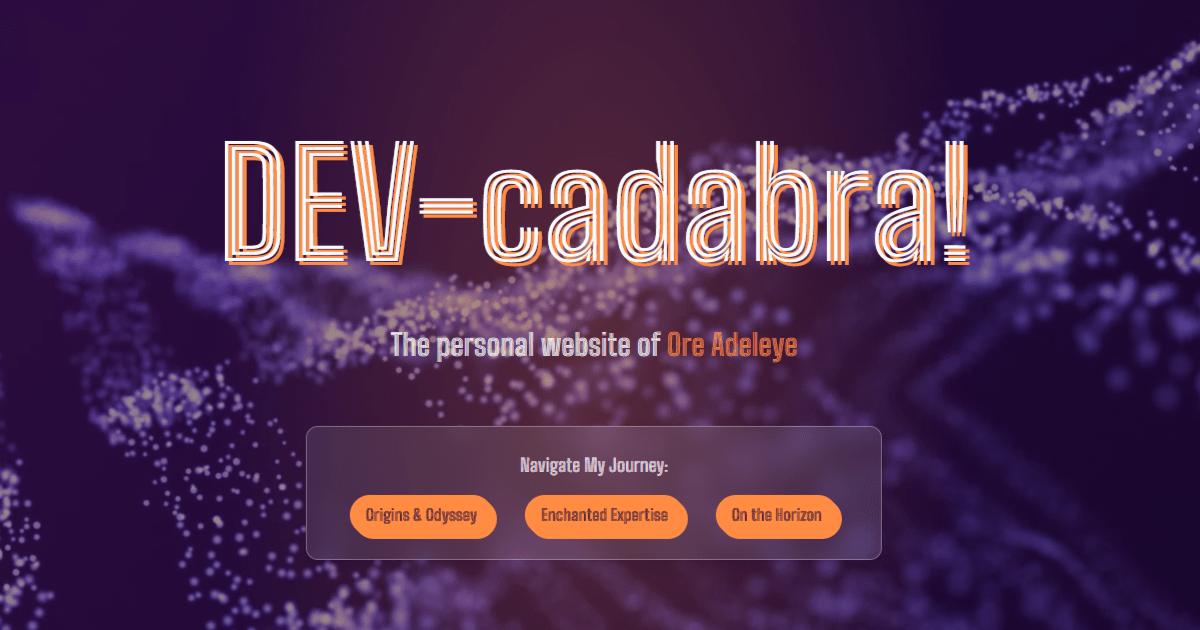 DEV-cadabra!
The personal website of Ore Adeleye
Navigate My Journey:
Origins & Odyssey Enchanted Expertise On the Horizon